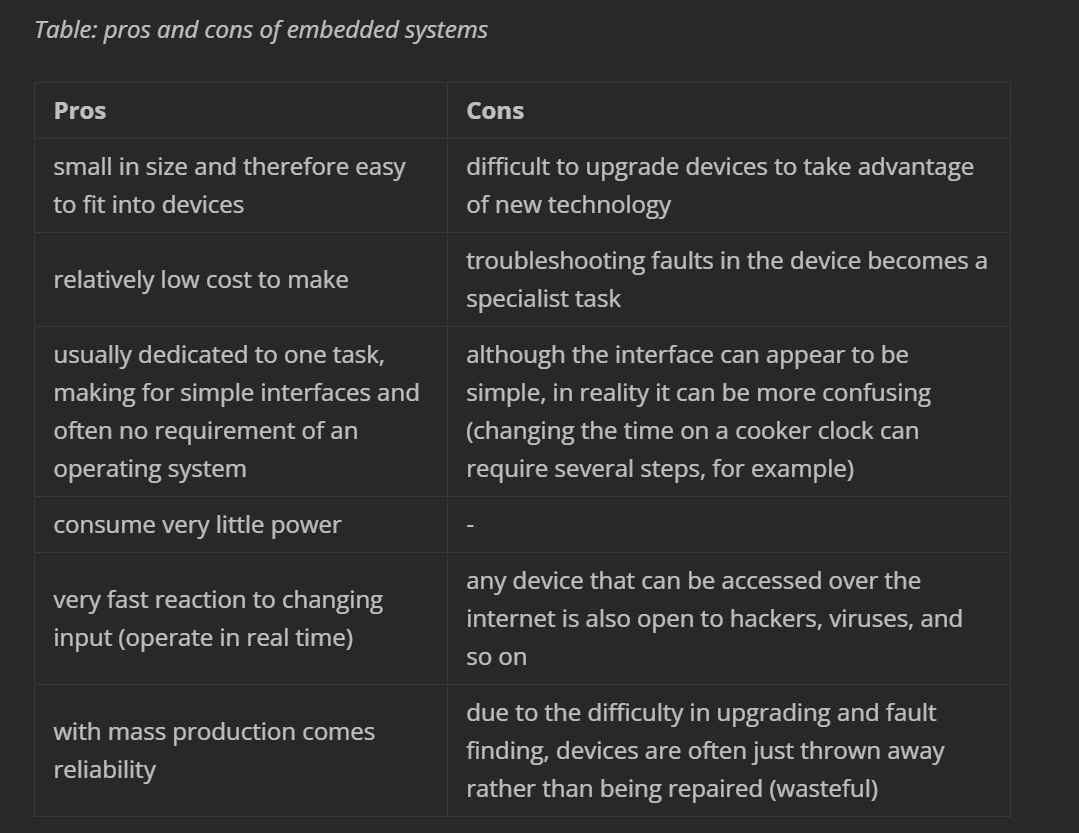 Table: pros and cons of embedded systems
Pros
Cons
small in size and therefore easy
to fit into devices
difficult to upgrade devices to take advantage
of new technology
relatively low cost to make
troubleshooting faults in the device becomes a
specialist task
usually dedicated to one task,
making for simple interfaces and
often no requirement of an
operating system
although the interface can appear to be
simple, in reality it can be more confusing
(changing the time on a cooker clock can
require several steps, for example)
consume very little power
-
very fast reaction to changing
input (operate in real time)
any device that can be accessed over the
internet is also open to hackers, viruses, and
so on
with mass production comes
reliability
due to the difficulty in upgrading and fault
finding, devices are often just thrown away
rather than being repaired (wasteful)